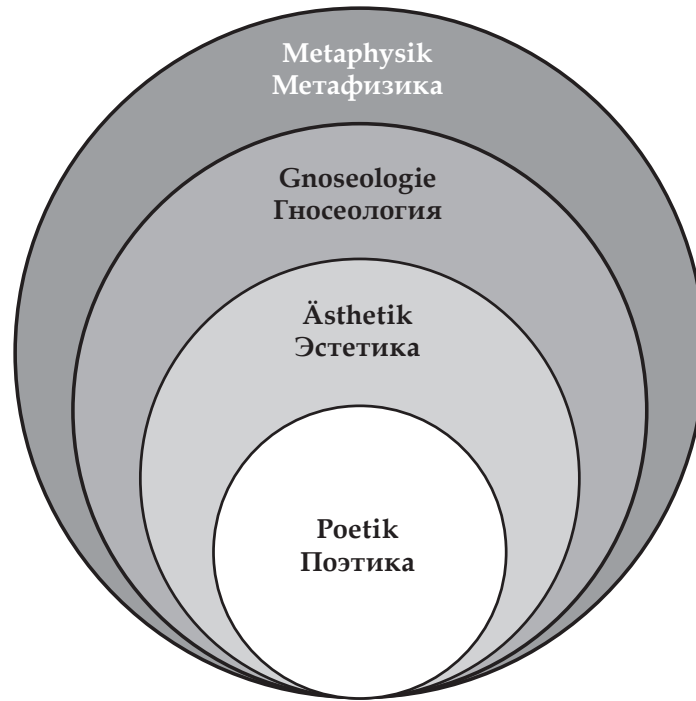 Metaphysik
Метафизика
Gnoseologie
Гносеология
Ästhetik
Эстетика
Poetik
Поэтика